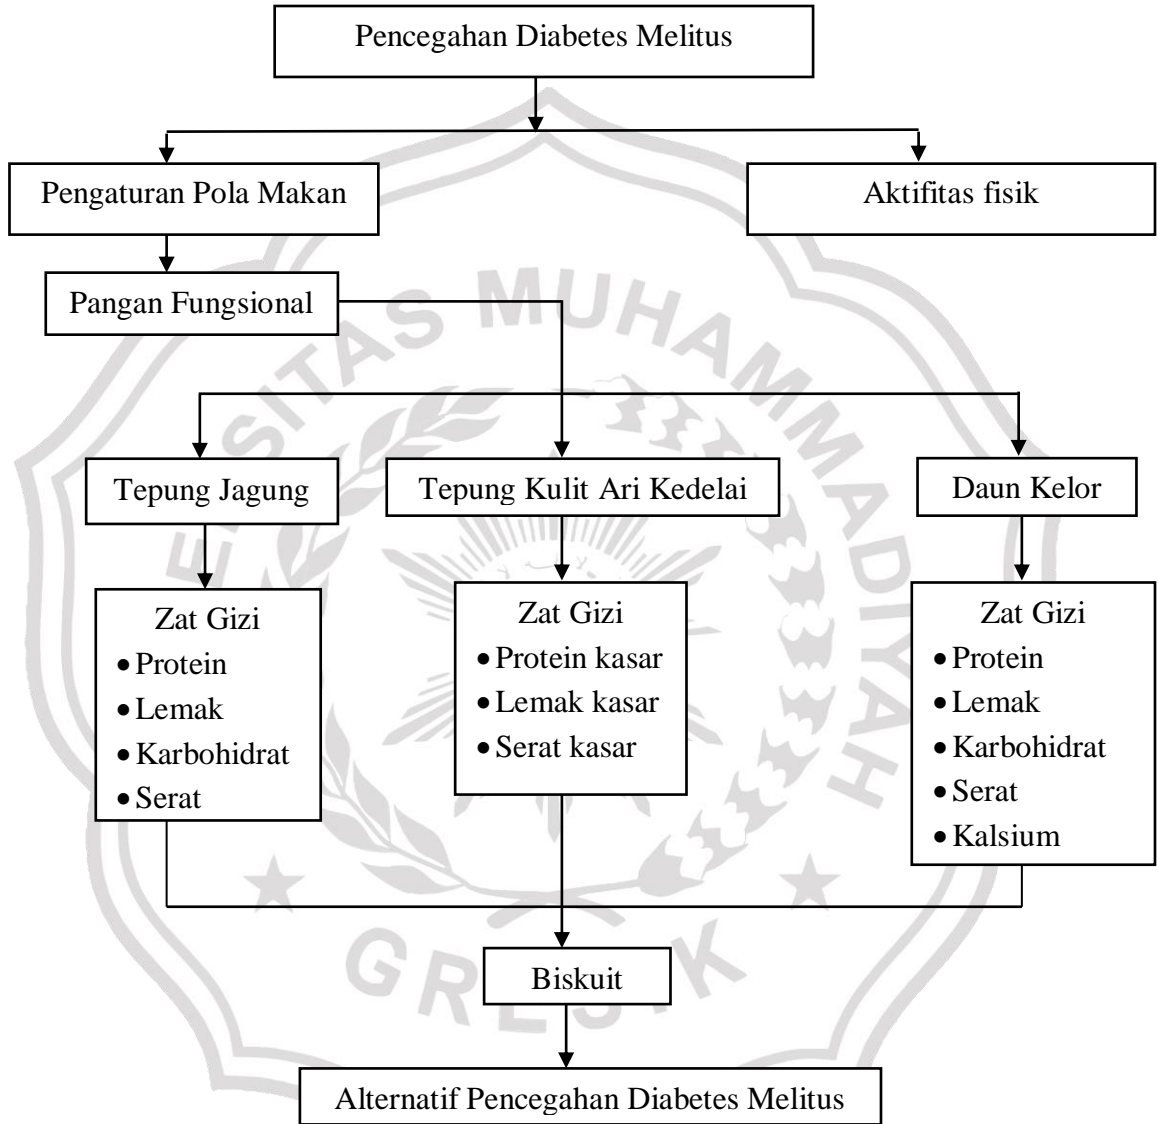 Pencegahan Diabetes Melitus
Pengaturan Pola Makan
Aktifitas fisik
Pangan Fungsional
Tepung Jagung
Tepung Kulit Ari Kedelai
Daun Kelor
Zat Gizi
• Protein
• Lemak
• Karbohidrat
• Serat
Zat Gizi
• Protein kasar
• Lemak kasar
• Serat kasar
Zat Gizi
• Protein
• Lemak
• Karbohidrat
• Serat
• Kalsium
Biskuit
Alternatif Pencegahan Diabetes Melitus
MUHAMMADIYAH
GRESIK